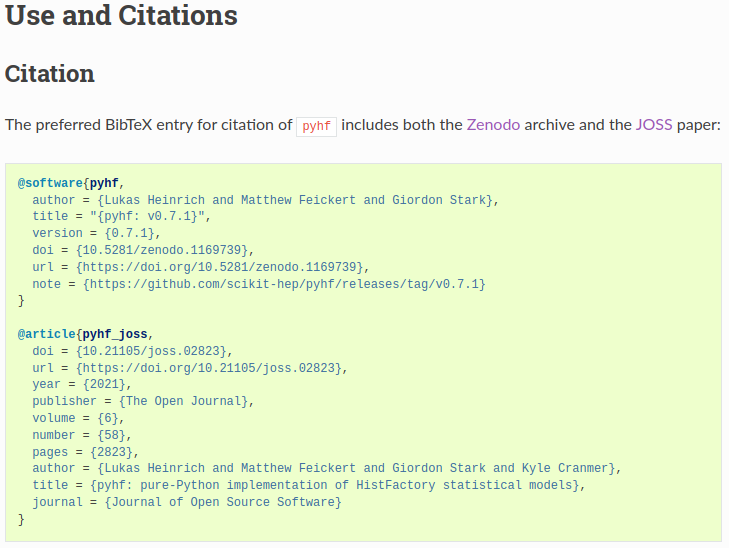 Use and Citations
Citation
The preferred BibTeX entry for citation of pyhf includes both the Zenodo archive and the JOSS paper:
@software{pyhf,
  author = {Lukas Heinrich and Matthew Feickert and Giordon Stark},
  title = "{pyhf: v0.7.1}",
  version = {0.7.1},
  doi = {10.5281/zenodo.1169739},
  url = {https://doi.org/10.5281/zenodo.1169739},
  note = {https://github.com/scikit-hep/pyhf/releases/tag/v0.7.1}
}
@article{pyhf_joss,
  doi = {10.21105/joss.02823},
  url = {https://doi.org/10.21105/joss.02823},
  year = {2021},
  publisher = {The Open Journal},
  volume = {6},
  number = {58},
  pages = {2823},
  author = {Lukas Heinrich and Matthew Feickert and Giordon Stark and Kyle Cranmer},
  title = {pyhf: pure-Python implementation of HistFactory statistical models},
  journal = {Journal of Open Source Software}
}